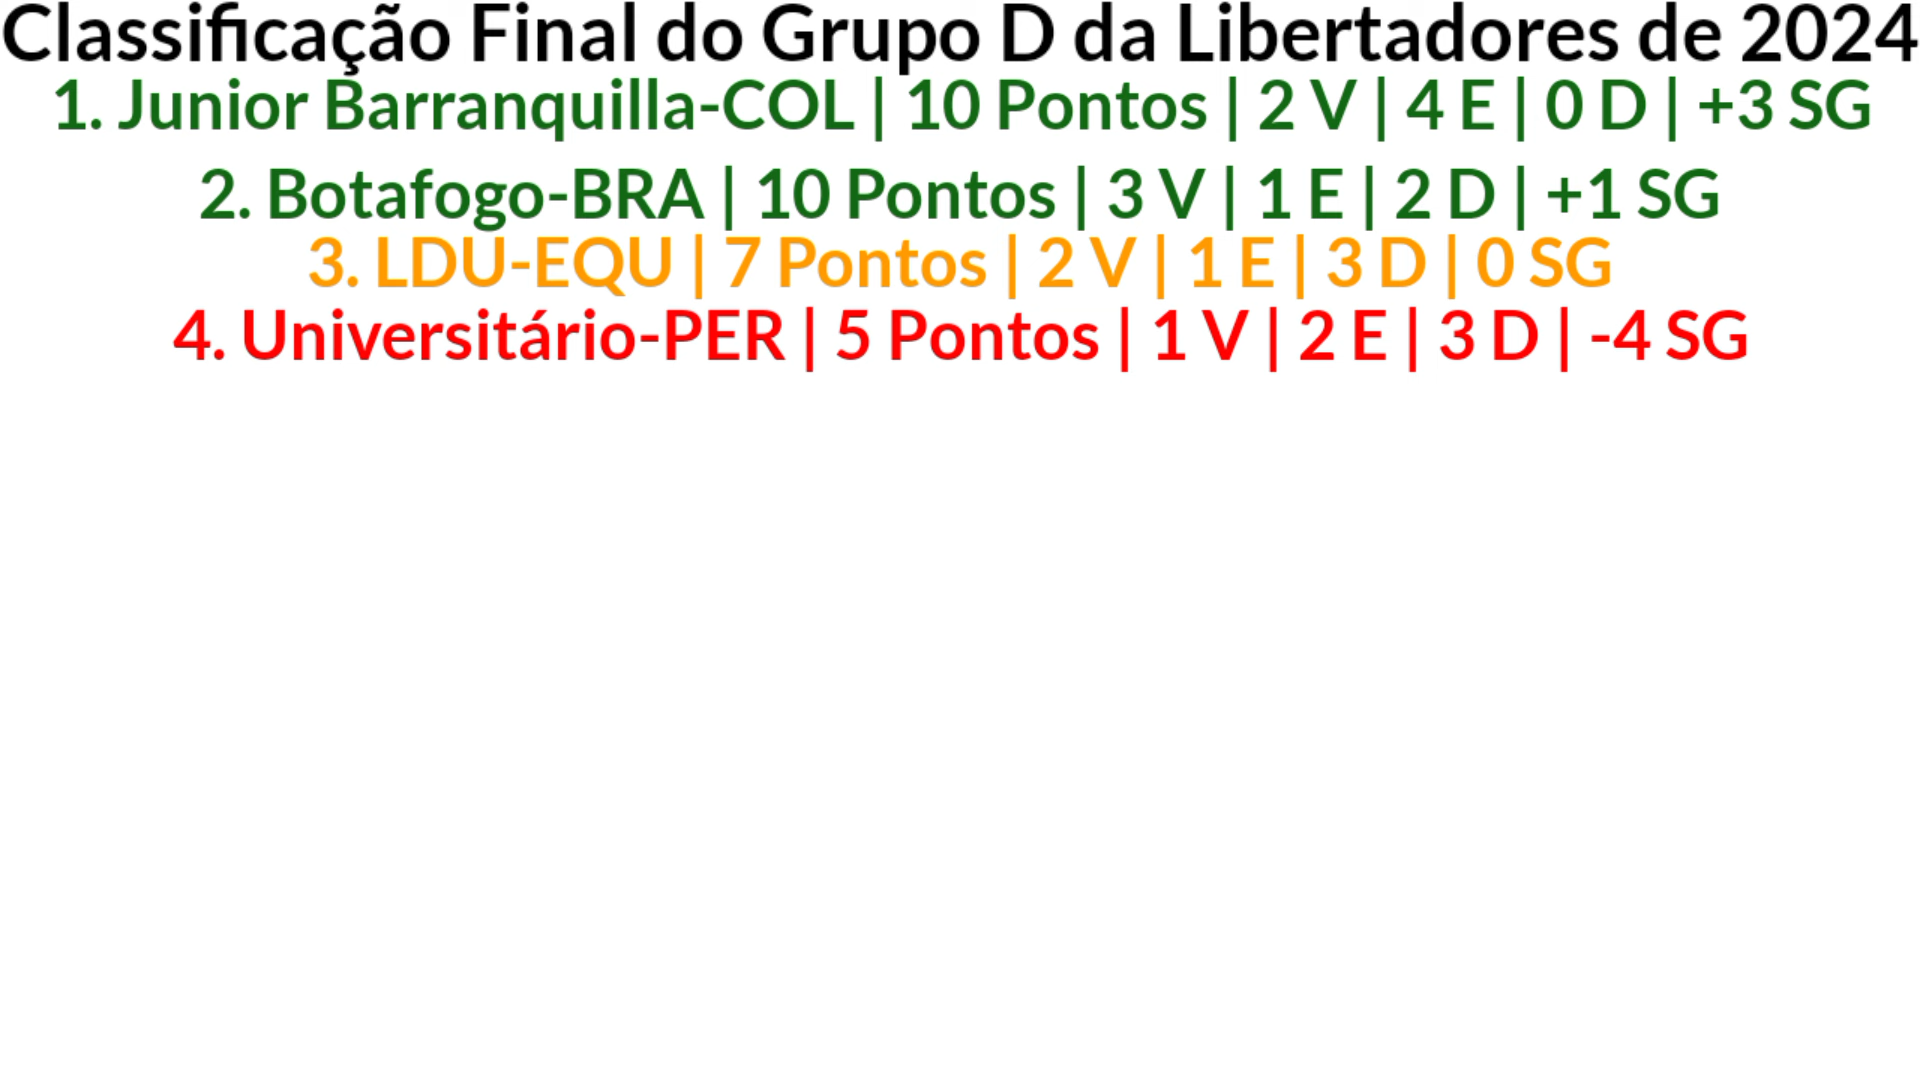 Classificação Final do Grupo D da Libertadores de 2024
1. Junior Barranquilla-COL | 10 Pontos | 2 V | 4 E | 0 D | +3 SG
2. Botafogo-BRA | 10 Pontos | 3 V | 1 E | 2 D | +1 SG
3. LDU-EQU | 7 Pontos | 2 V | 1 E | 3 D | 0 SG
4. Universitário-PER | 5 Pontos | 1 V | 2 E | 3 D | -4 SG